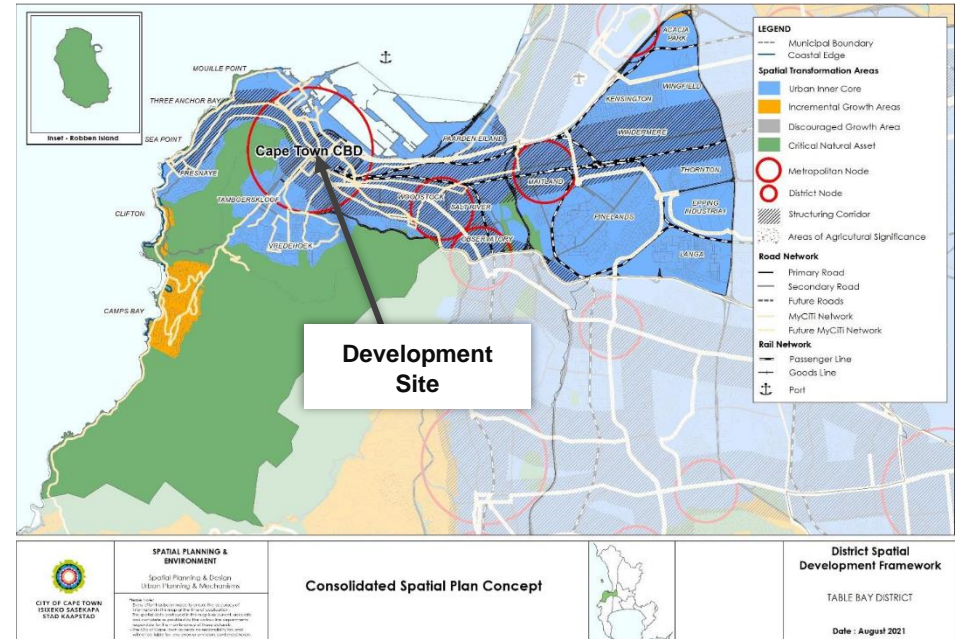 Inset - Robben Island
MOUILLE POINT
THREE ANCHOR BAY
SEA POINT
FRESNAYE
CLIFTON
CAMPS BAY
Cape Town CBD
TAMBOERSKLOOF
VREDEHOEK
WOODSTOCK
SALT RIVER
OBSERVATORY
PAARDEN EILAND
MAITLAND
ACACIA
PARK
WINGFIELD
KENSINGTON
WINDERMERE
THORNTON
PINELANDS
EPPING
INDUSTRIA1
LANGA
Development
Site
LEGEND
Municipal Boundary
Coastal Edge
Spatial Transformation Areas
Urban Inner Core
Incremental Growth Areas
Discouraged Growth Area
Critical Natural Asset
Metropolitan Node
District Node
Structuring Corridor
Areas of Agricultural Significance
Road Network
Primary Road
Secondary Road
Future Roads
MyCiTi Network
Future MyCiTi Network
Rail Network
Passenger Line
Goods Line
Port
CITY OF CAPE TOWN
ISIXEKO SASEKAPA
STAD KAAPSTAD
SPATIAL PLANNING &
ENVIRONMENT
Spatial Planning & Design
Urban Planning & Mechanisms
Consolidated Spatial Plan Concept
District Spatial
Development Framework
TABLE BAY DISTRICT
Date : August 2021